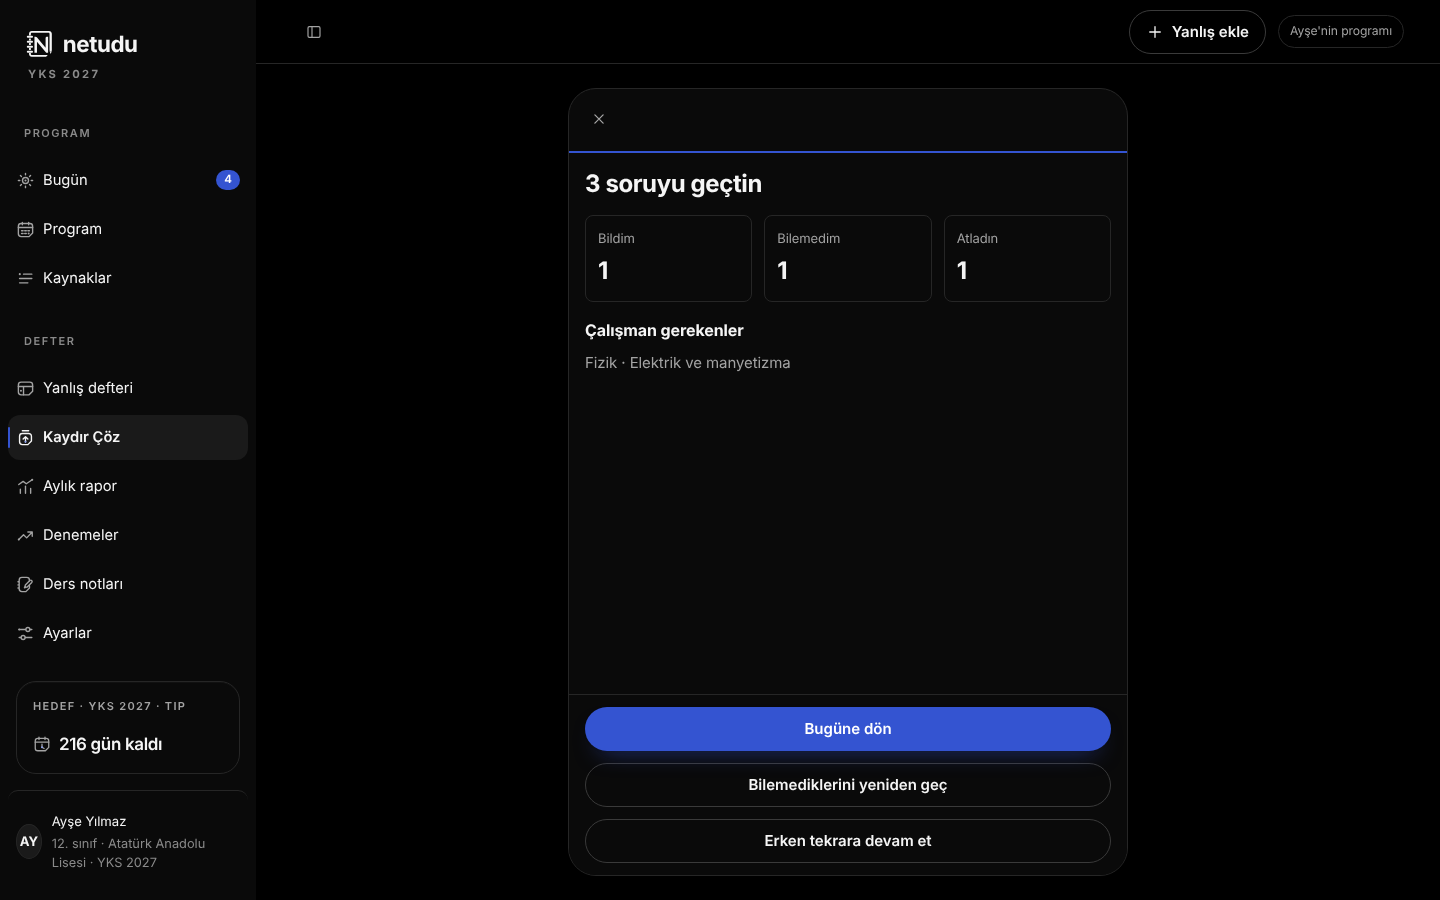 netudu
YKS 2027
PROGRAM
Bugün
4
Program
Kaynaklar
DEFTER
Yanlış defteri
Kaydır Çöz
Aylık rapor
Denemeler
Ders notları
Ayarlar
HEDEF · YKS 2027 · TIP
216 gün kaldı
AY
Ayşe Yılmaz
12. sınıf · Atatürk Anadolu
Lisesi · YKS 2027
Yanlış ekle
Ayşe'nin programı
3 soruyu geçtin
Bildim
1
Bilemedim
1
Atladın
1
Çalışman gerekenler
Fizik · Elektrik ve manyetizma
Bugüne dön
Bilemediklerini yeniden geç
Erken tekrara devam et